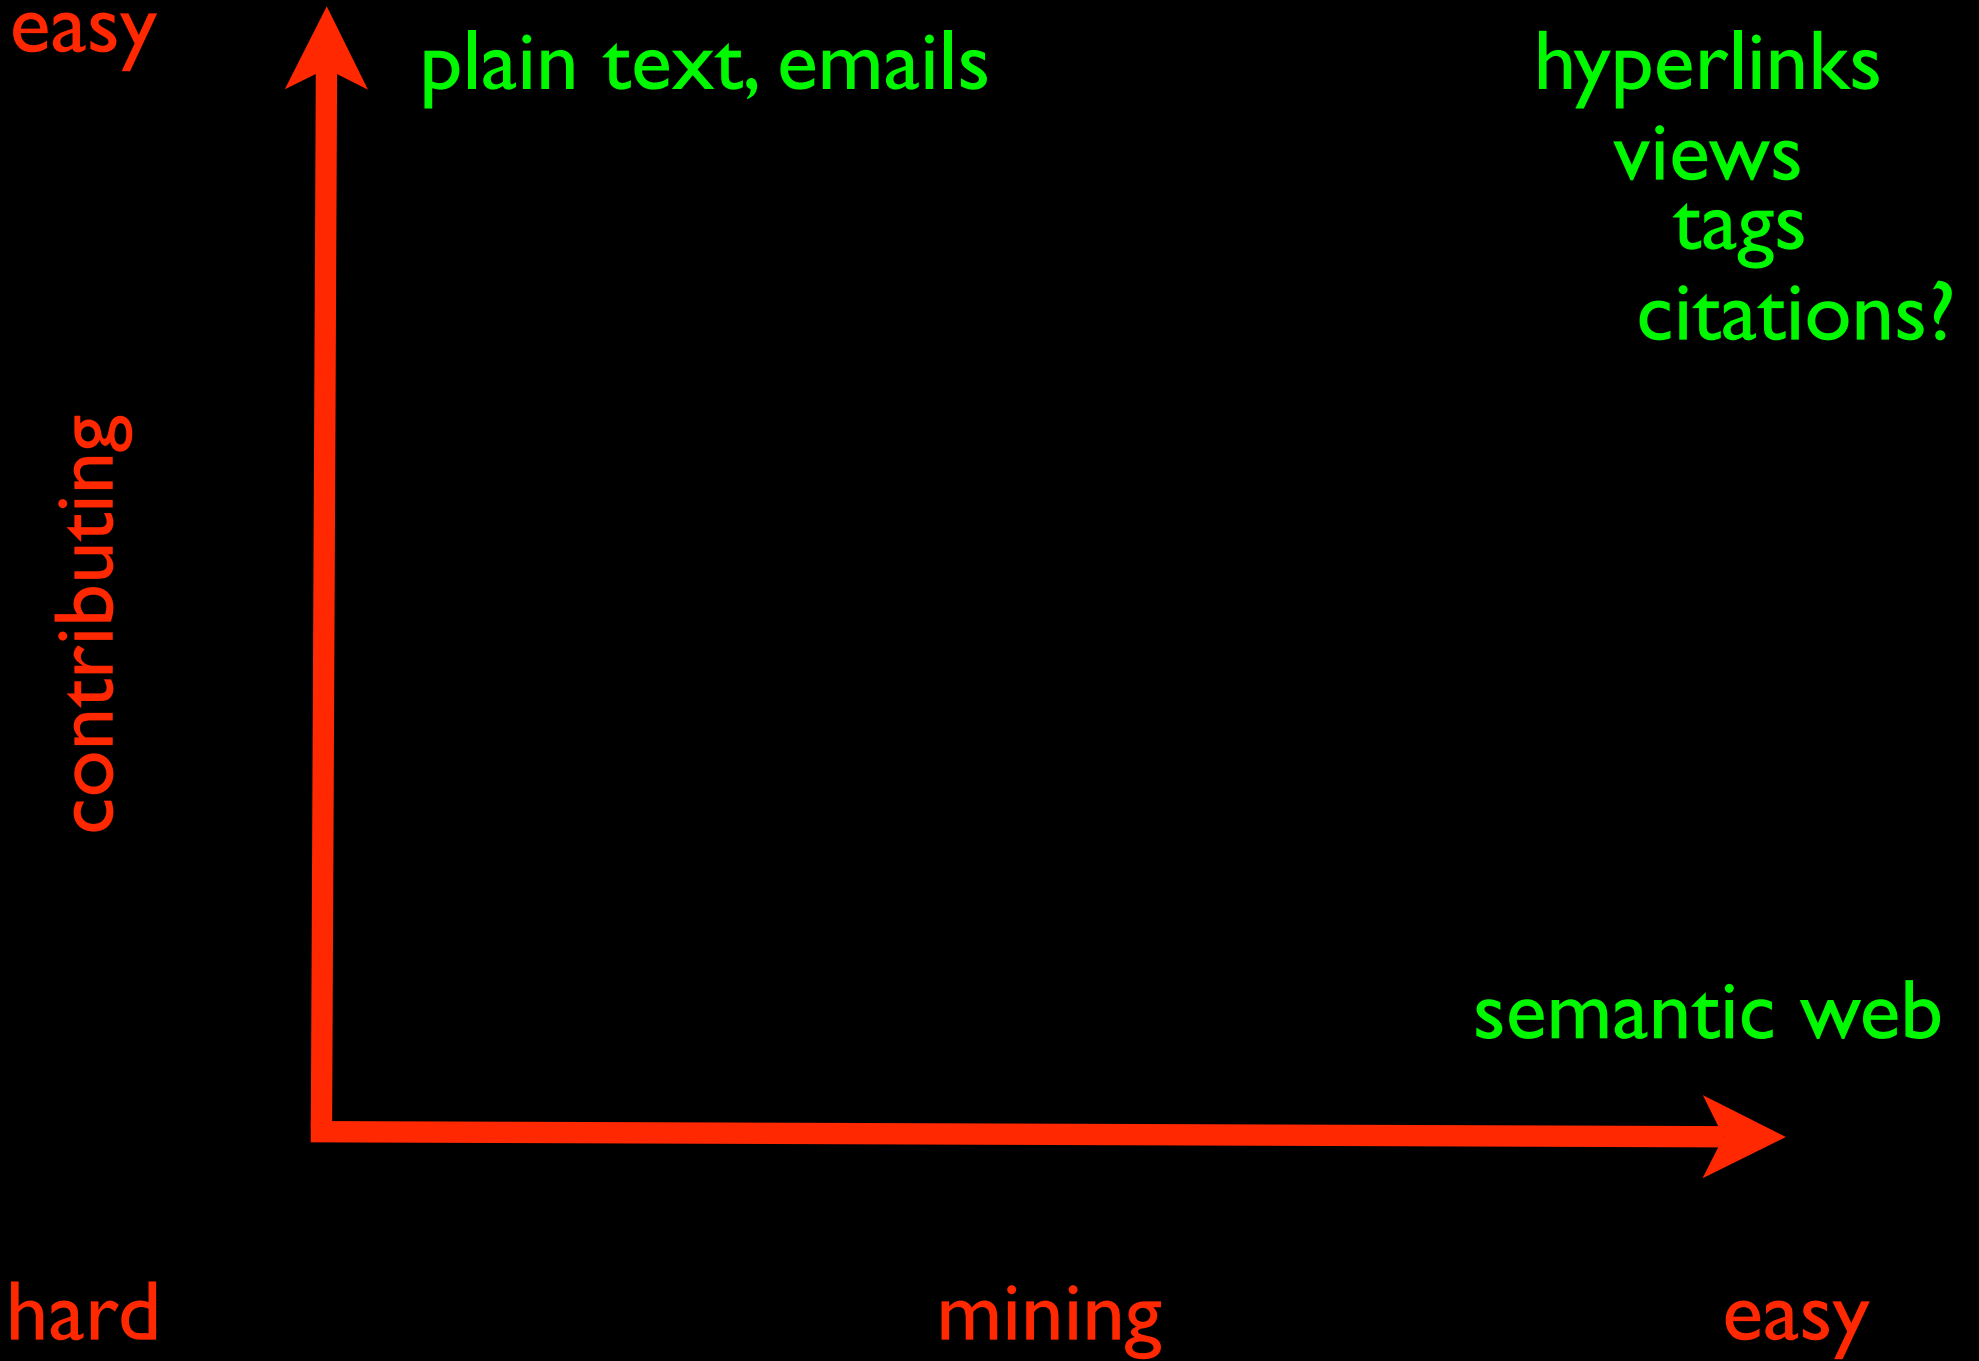 easy
plain text, emails
hyperlinks
views
tags
citations?
contributing
semantic web
hard
mining
easy